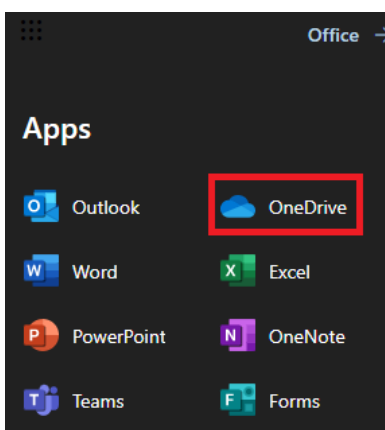 Office
Apps
Outlook OneDrive
Word Excel
PowerPoint OneNote
Teams Forms